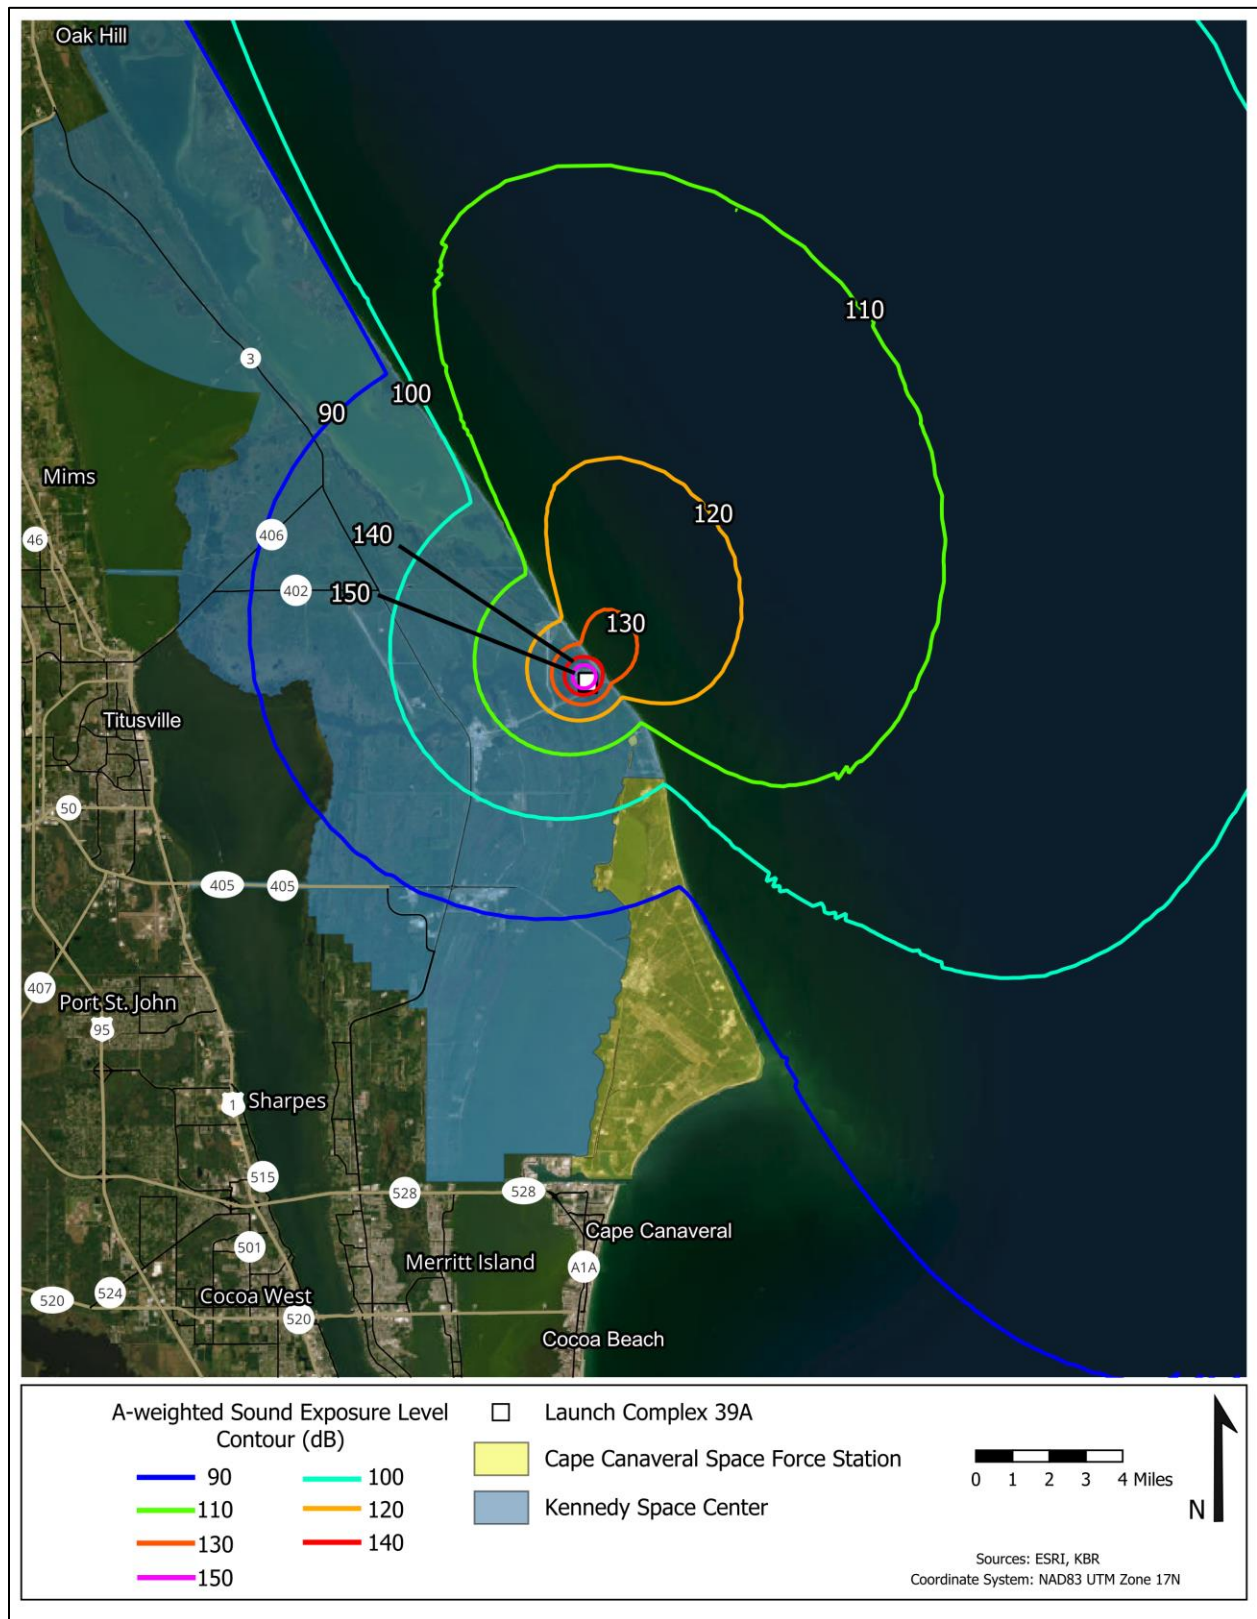 Oak Hill
110
3
100
90
Mims
120
406
140
46
402
150
130
Titusville
50
405
405
407
Port St. John
95
1
Sharpes
515
528
528
Cape Canaveral
501
Merritt Island
A1A
524
Cocoa West
520
520
Cocoa Beach
A-weighted Sound Exposure Level
Contour (dB)
90
100
110
120
130
140
150
Launch Complex 39A
Cape Canaveral Space Force Station
Kennedy Space Center
0 1 2 3 4 Miles
N
Sources: ESRI, KBR
Coordinate System: NAD83 UTM Zone 17N